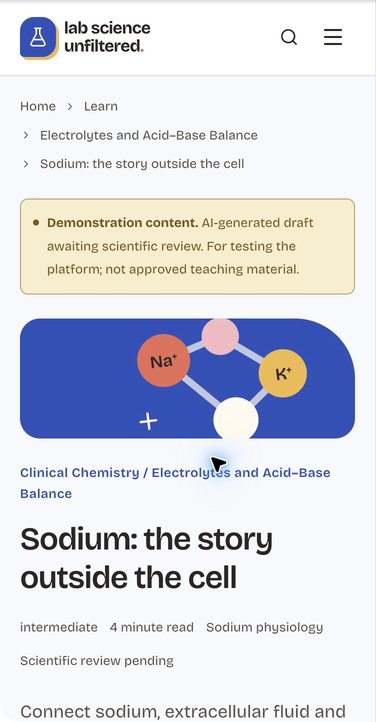 lab science
unfiltered.
Home > Learn
> Electrolytes and Acid–Base Balance
> Sodium: the story outside the cell
• Demonstration content. AI-generated draft
awaiting scientific review. For testing the
platform; not approved teaching material.
Na⁺
K⁺
Clinical Chemistry / Electrolytes and Acid–Base
Balance
Sodium: the story
outside the cell
intermediate 4 minute read Sodium physiology
Scientific review pending
Connect sodium, extracellular fluid and